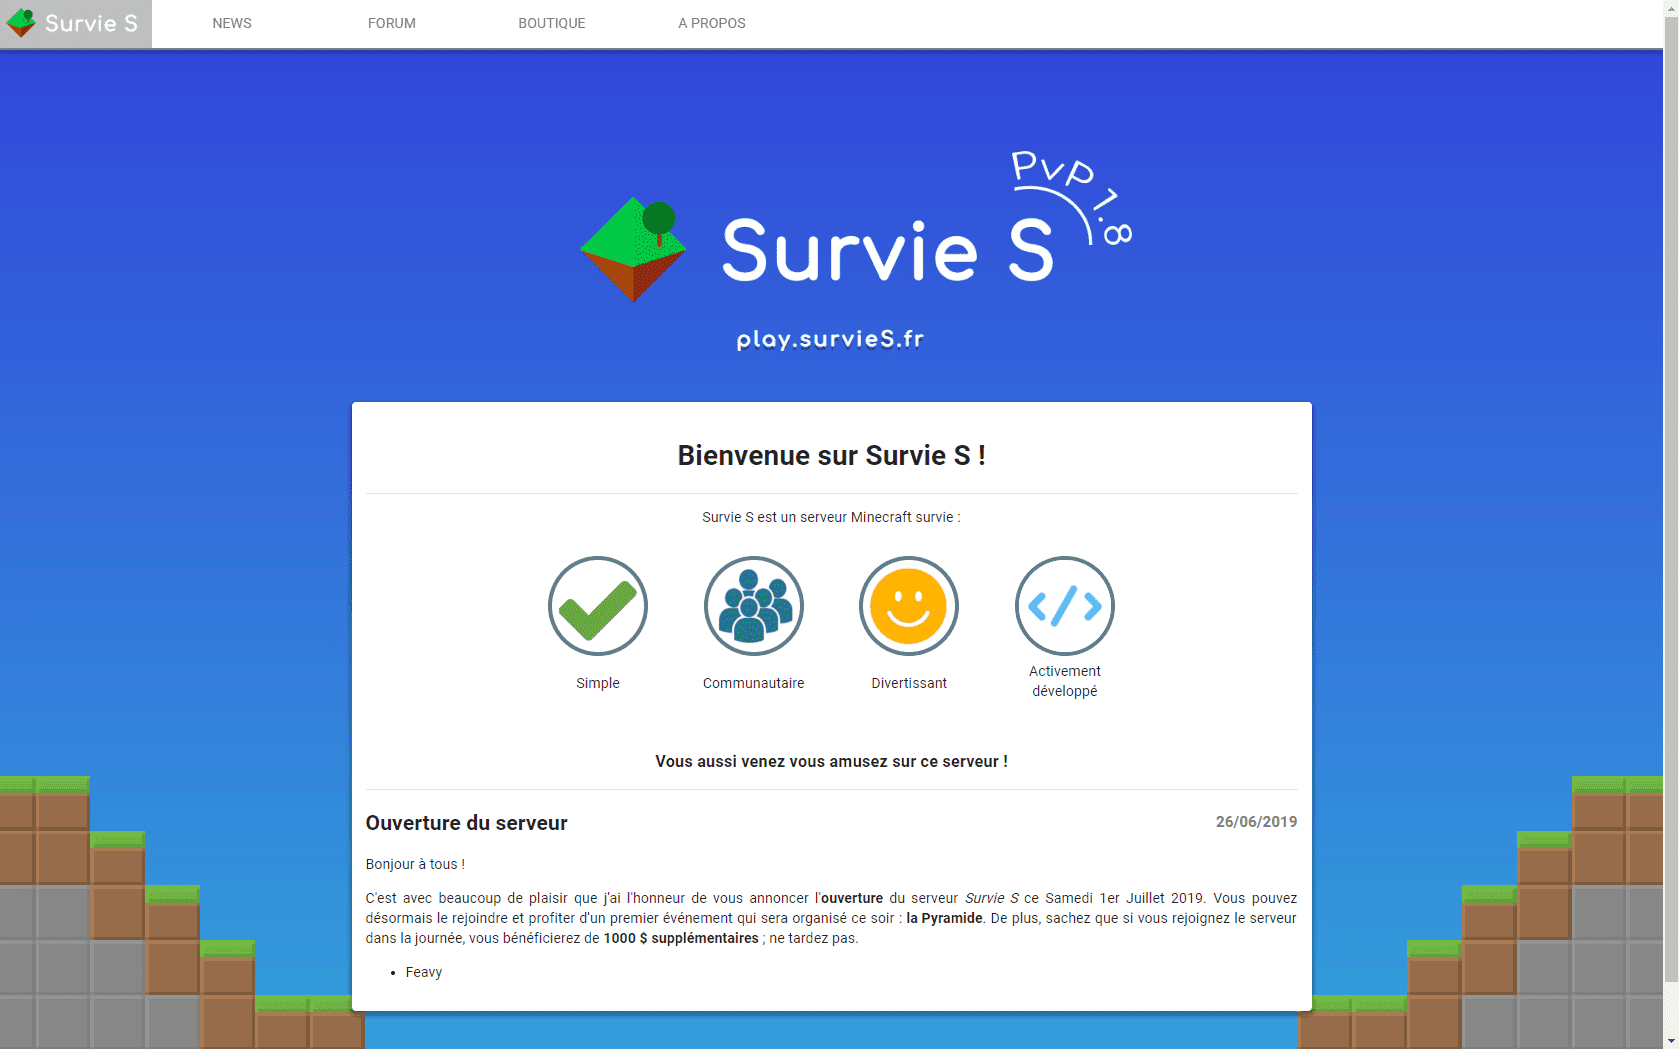 Survie S
NEWS
FORUM
BOUTIQUE
A PROPOS
PvP 1.8
Survie S
play.survieS.fr
Bienvenue sur Survie S !
Survie S est un serveur Minecraft survie :
Simple
Communautaire
Divertissant
Activement
développé
Vous aussi venez vous amusez sur ce serveur !
Ouverture du serveur
26/06/2019
Bonjour à tous !
C'est avec beaucoup de plaisir que j'ai l'honneur de vous annoncer l'ouverture du serveur Survie S ce Samedi 1er Juillet 2019. Vous pouvez
désormais le rejoindre et profiter d'un premier événement qui sera organisé ce soir : la Pyramide. De plus, sachez que si vous rejoignez le serveur
dans la journée, vous bénéficierez de 1000 $ supplémentaires ; ne tardez pas.
• Feavy